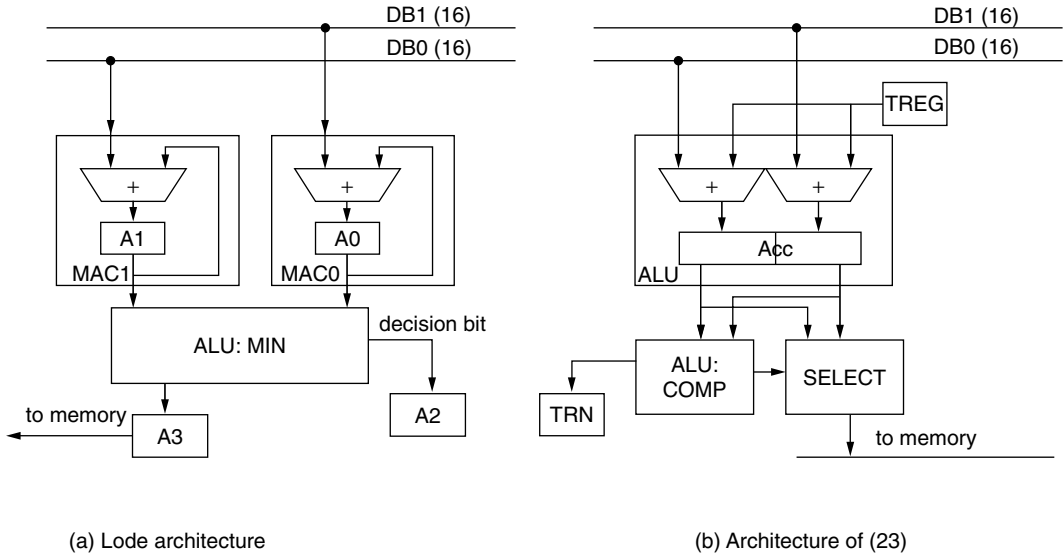 DB1 (16)
DB0 (16)
+
+
A1
A0
MAC1
MAC0
ALU: MIN
decision bit
A2
to memory
A3
(a) Lode architecture
DB1 (16)
DB0 (16)
TREG
+
+
Acc
ALU
ALU:
COMP
SELECT
TRN
to memory
(b) Architecture of (23)